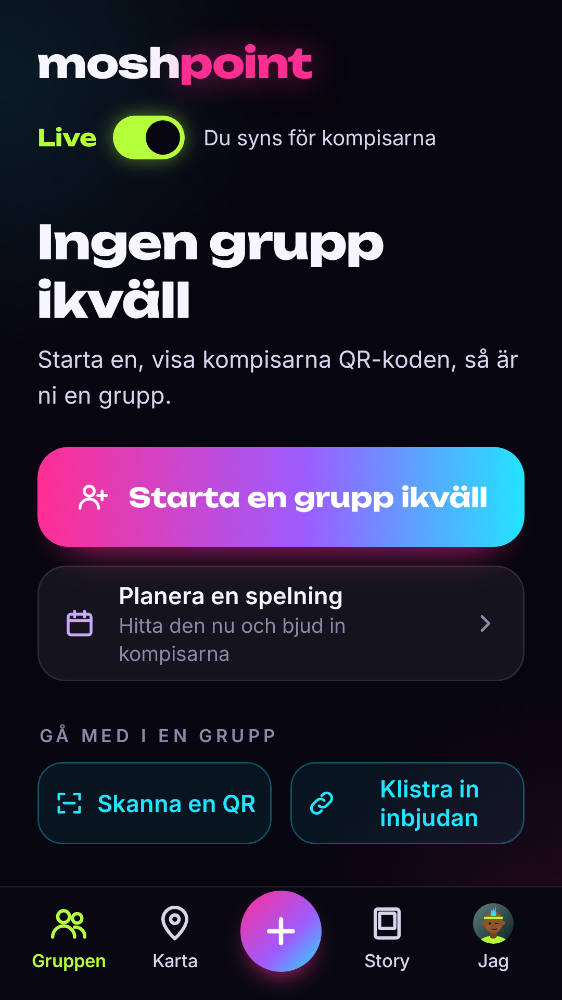 moshpoint
Live
Du syns för kompisarna
Ingen grupp
ikväll
Starta en, visa kompisarna QR-koden, så är
ni en grupp.
Starta en grupp ikväll
Planera en spelning
Hitta den nu och bjud in
kompisarna
GÅ MED I EN GRUPP
Skanna en QR
Klistra in
inbjudan
Gruppen
Karta
Story
Jag